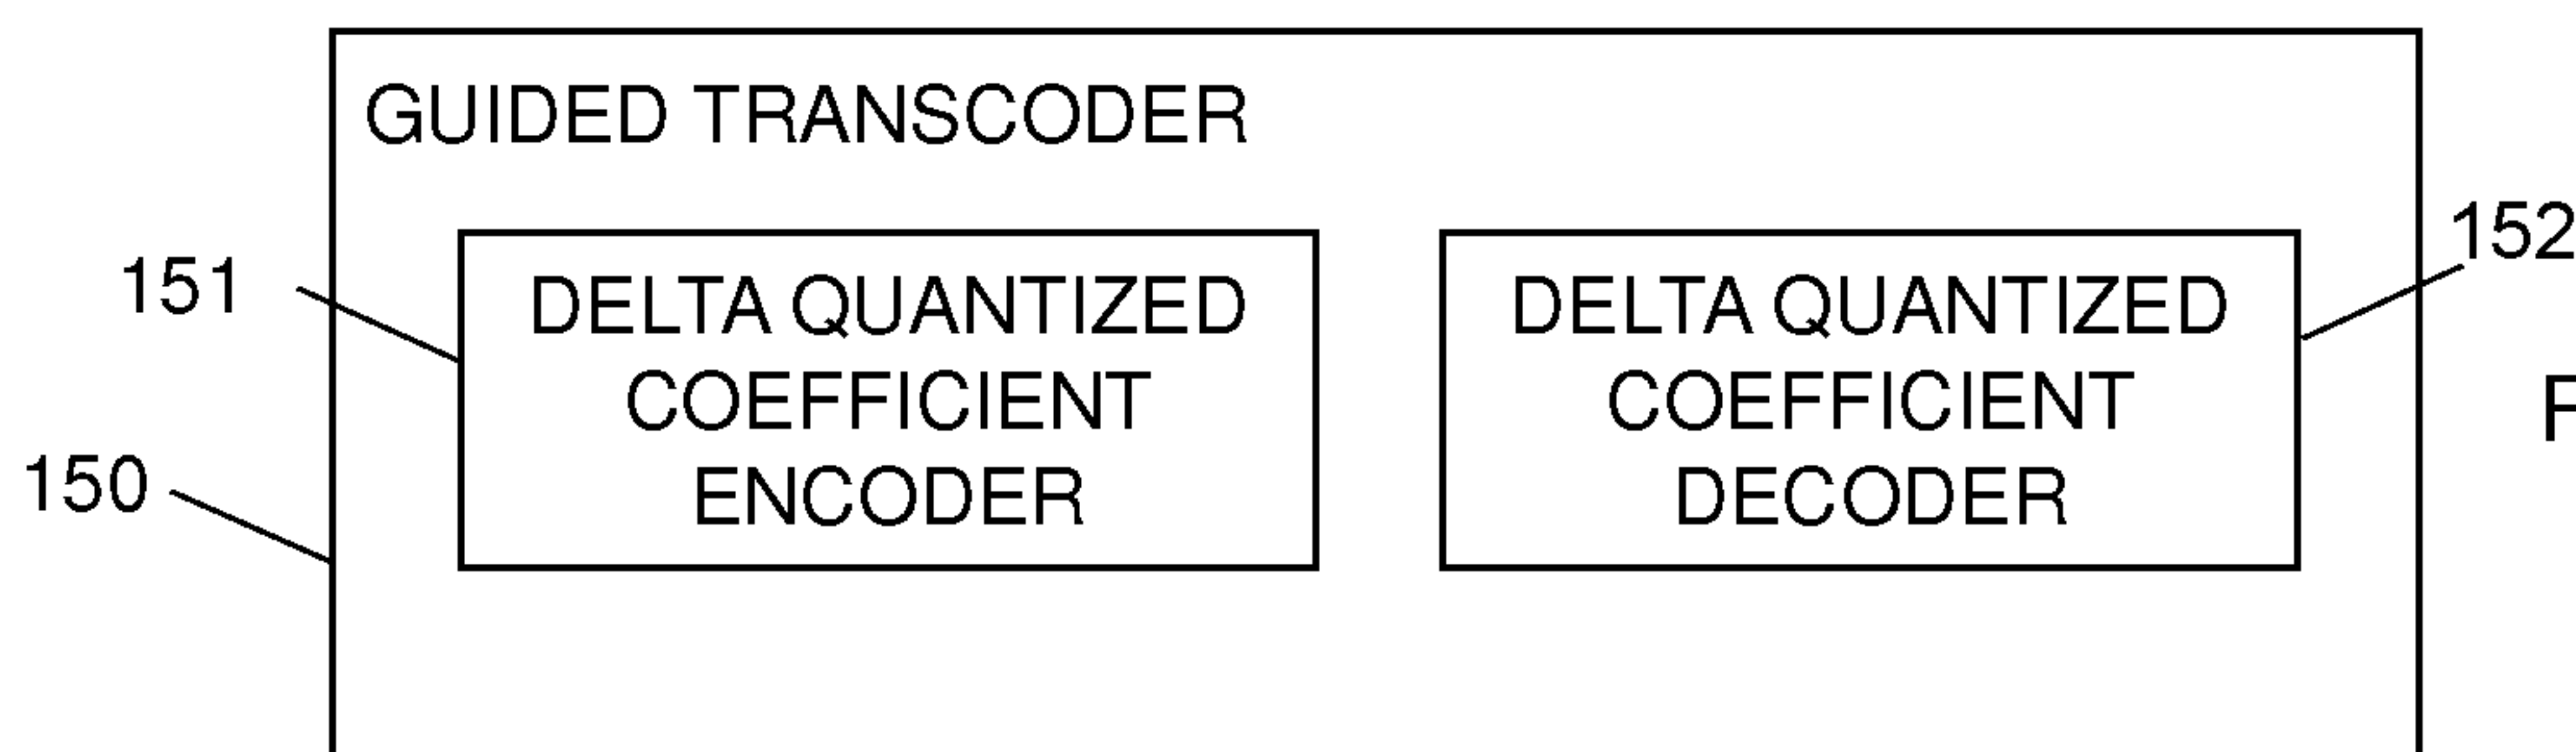 GUIDED TRANSCODER
151
150
152
DELTA QUANTIZED
COEFFICIENT
ENCODER
DELTA QUANTIZED
COEFFICIENT
DECODER